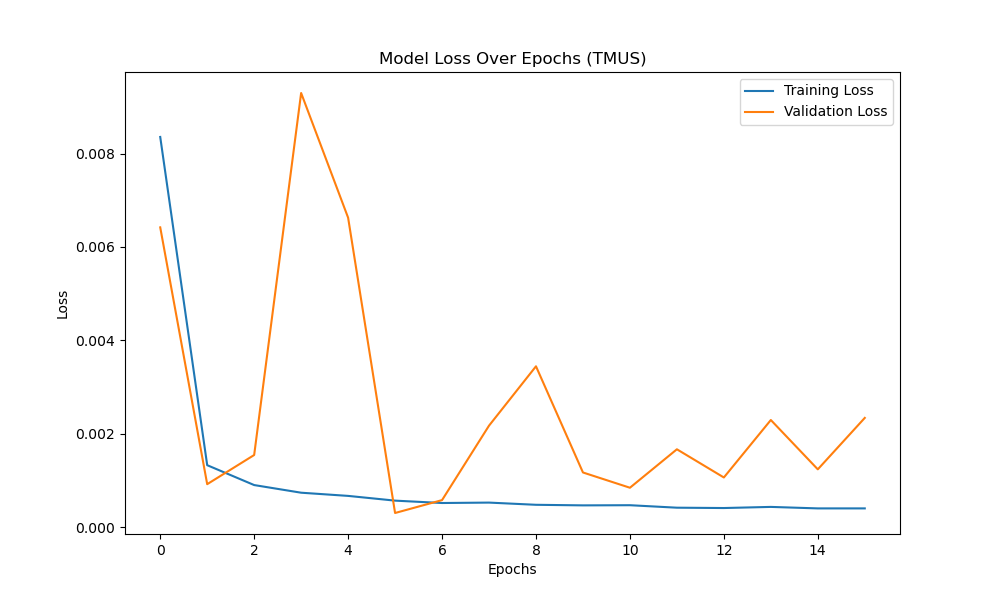 Model Loss Over Epochs (TMUS)
Training Loss
Validation Loss
0.008
0.006
0.004
0.002
0.000
Loss
0 2 4 6 8 10 12 14
Epochs